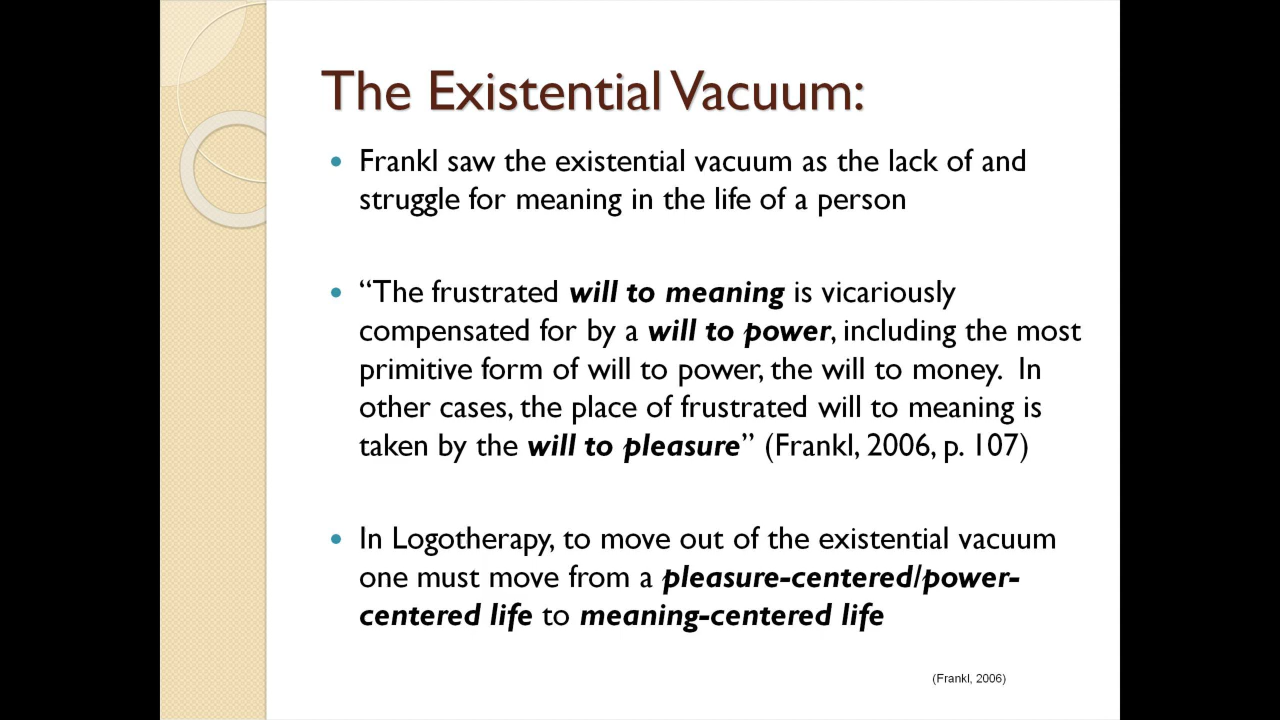 The Existential Vacuum:
• Frankl saw the existential vacuum as the lack of and
struggle for meaning in the life of a person
• “The frustrated will to meaning is vicariously
compensated for by a will to power, including the most
primitive form of will to power, the will to money.  In
other cases, the place of frustrated will to meaning is
taken by the will to pleasure” (Frankl, 2006, p. 107)
• In Logotherapy, to move out of the existential vacuum
one must move from a pleasure-centered/power-
centered life to meaning-centered life
(Frankl, 2006)